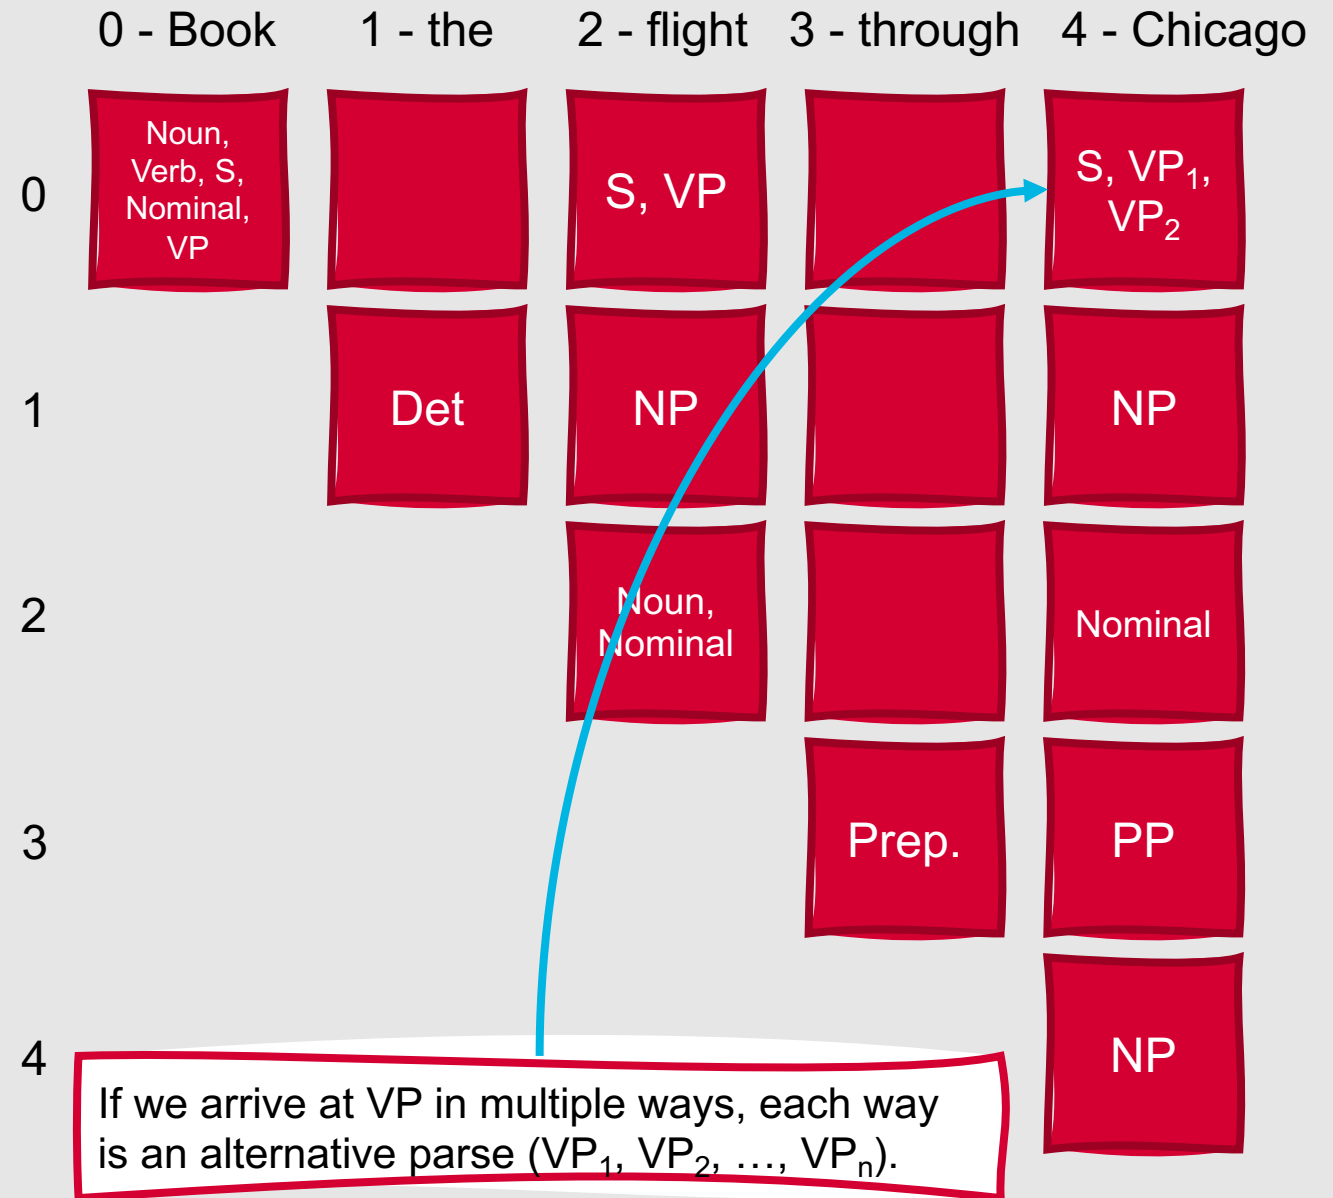 0 - Book 1 - the 2 - flight 3 - through 4 - Chicago
0
Noun,
Verb, S,
Nominal,
VP
S, VP
S, VP₁,
VP₂
1
Det
NP
NP
2
Noun,
Nominal
Nominal
3
Prep.
PP
4
NP
If we arrive at VP in multiple ways, each way
is an alternative parse (VP₁, VP₂, …, VPₙ).